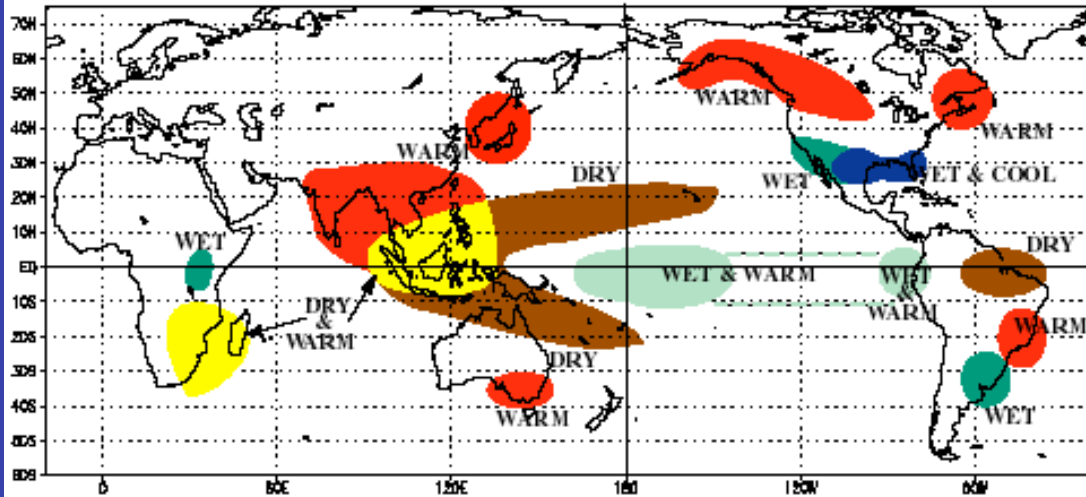 70N
60N
WARM
50N
WARM
40N
WARM
30N
DRY
WET
WET & COOL
20N
10N
WET
DRY
EQ
WET & WARM
WET
&
WARM
10S
DRY
&
WARM
20S
WARM
DRY
30S
40S
WARM
WET
50S
60S
0
60E
120E
180
120W
60W